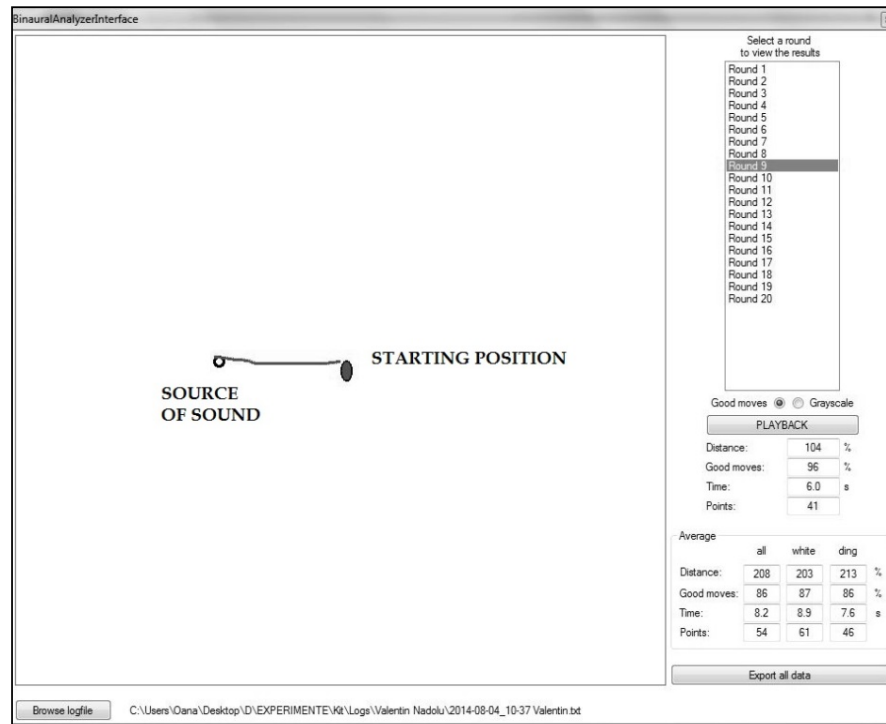 BinauralAnalyzerInterface
Select a round
to view the results
Round 1
Round 2
Round 3
Round 4
Round 5
Round 6
Round 7
Round 8
Round 9
Round 10
Round 11
Round 12
Round 13
Round 14
Round 15
Round 16
Round 17
Round 18
Round 19
Round 20
STARTING POSITION
SOURCE
OF SOUND
Good moves Grayscale
PLAYBACK
Distance: 104 %
Good moves: 96 %
Time: 6.0 s
Points: 41
Average
all white ding
Distance: 208 203 213 %
Good moves: 86 87 86 %
Time: 8.2 8.9 7.6 s
Points: 54 61 46
Export all data
Browse logfile C:\Users\Oana\Desktop\D\EXPERIMENTE\Kit\Logs\Valentin Nadolu\2014-08-04_10-37 Valentin.txt